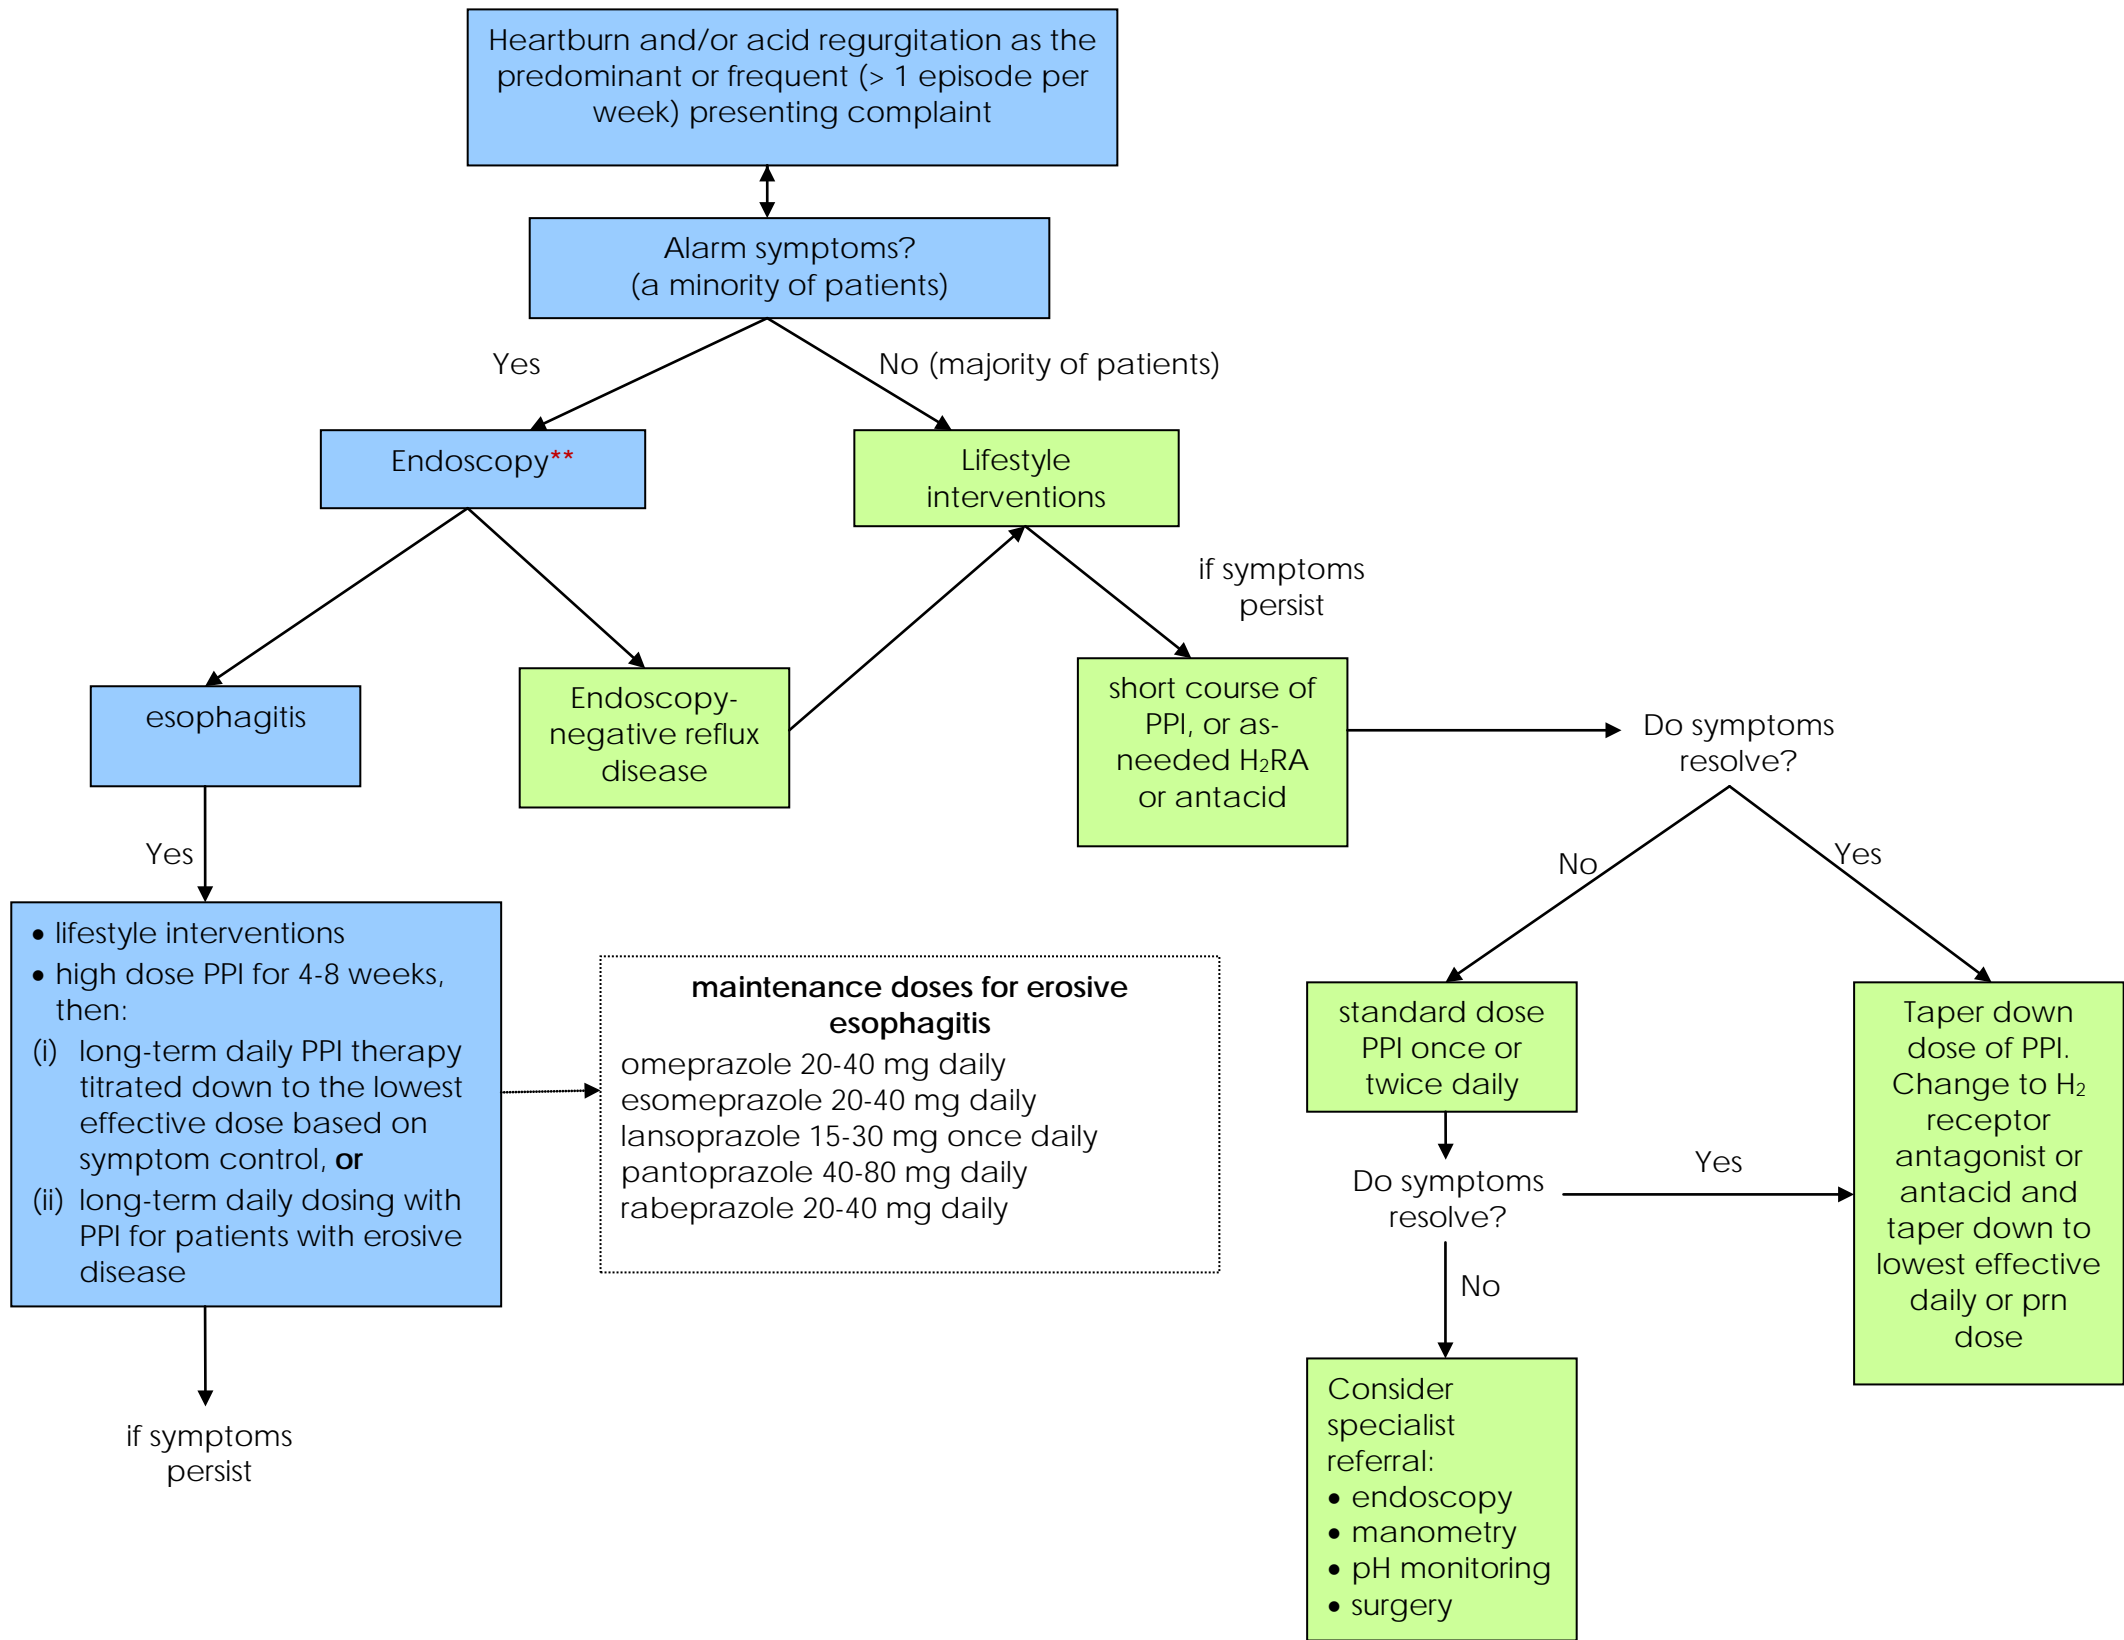 Heartburn and/or acid regurgitation as the
predominant or frequent (> 1 episode per
week) presenting complaint
Alarm symptoms?
(a minority of patients)
Yes
No (majority of patients)
Endoscopy**
Lifestyle
interventions
if symptoms
persist
esophagitis
Endoscopy-
negative reflux
disease
short course of
PPI, or as-
needed H₂RA
or antacid
Do symptoms
resolve?
Yes
No
Yes
• lifestyle interventions
• high dose PPI for 4-8 weeks,
then:
(i) long-term daily PPI therapy
titrated down to the lowest
effective dose based on
symptom control, or
(ii) long-term daily dosing with
PPI for patients with erosive
disease
maintenance doses for erosive
esophagitis
omeprazole 20-40 mg daily
esomeprazole 20-40 mg daily
lansoprazole 15-30 mg once daily
pantoprazole 40-80 mg daily
rabeprazole 20-40 mg daily
standard dose
PPI once or
twice daily
Taper down
dose of PPI.
Change to H₂
receptor
antagonist or
antacid and
taper down to
lowest effective
daily or prn
dose
Do symptoms
resolve?
Yes
No
if symptoms
persist
Consider
specialist
referral:
• endoscopy
• manometry
• pH monitoring
• surgery